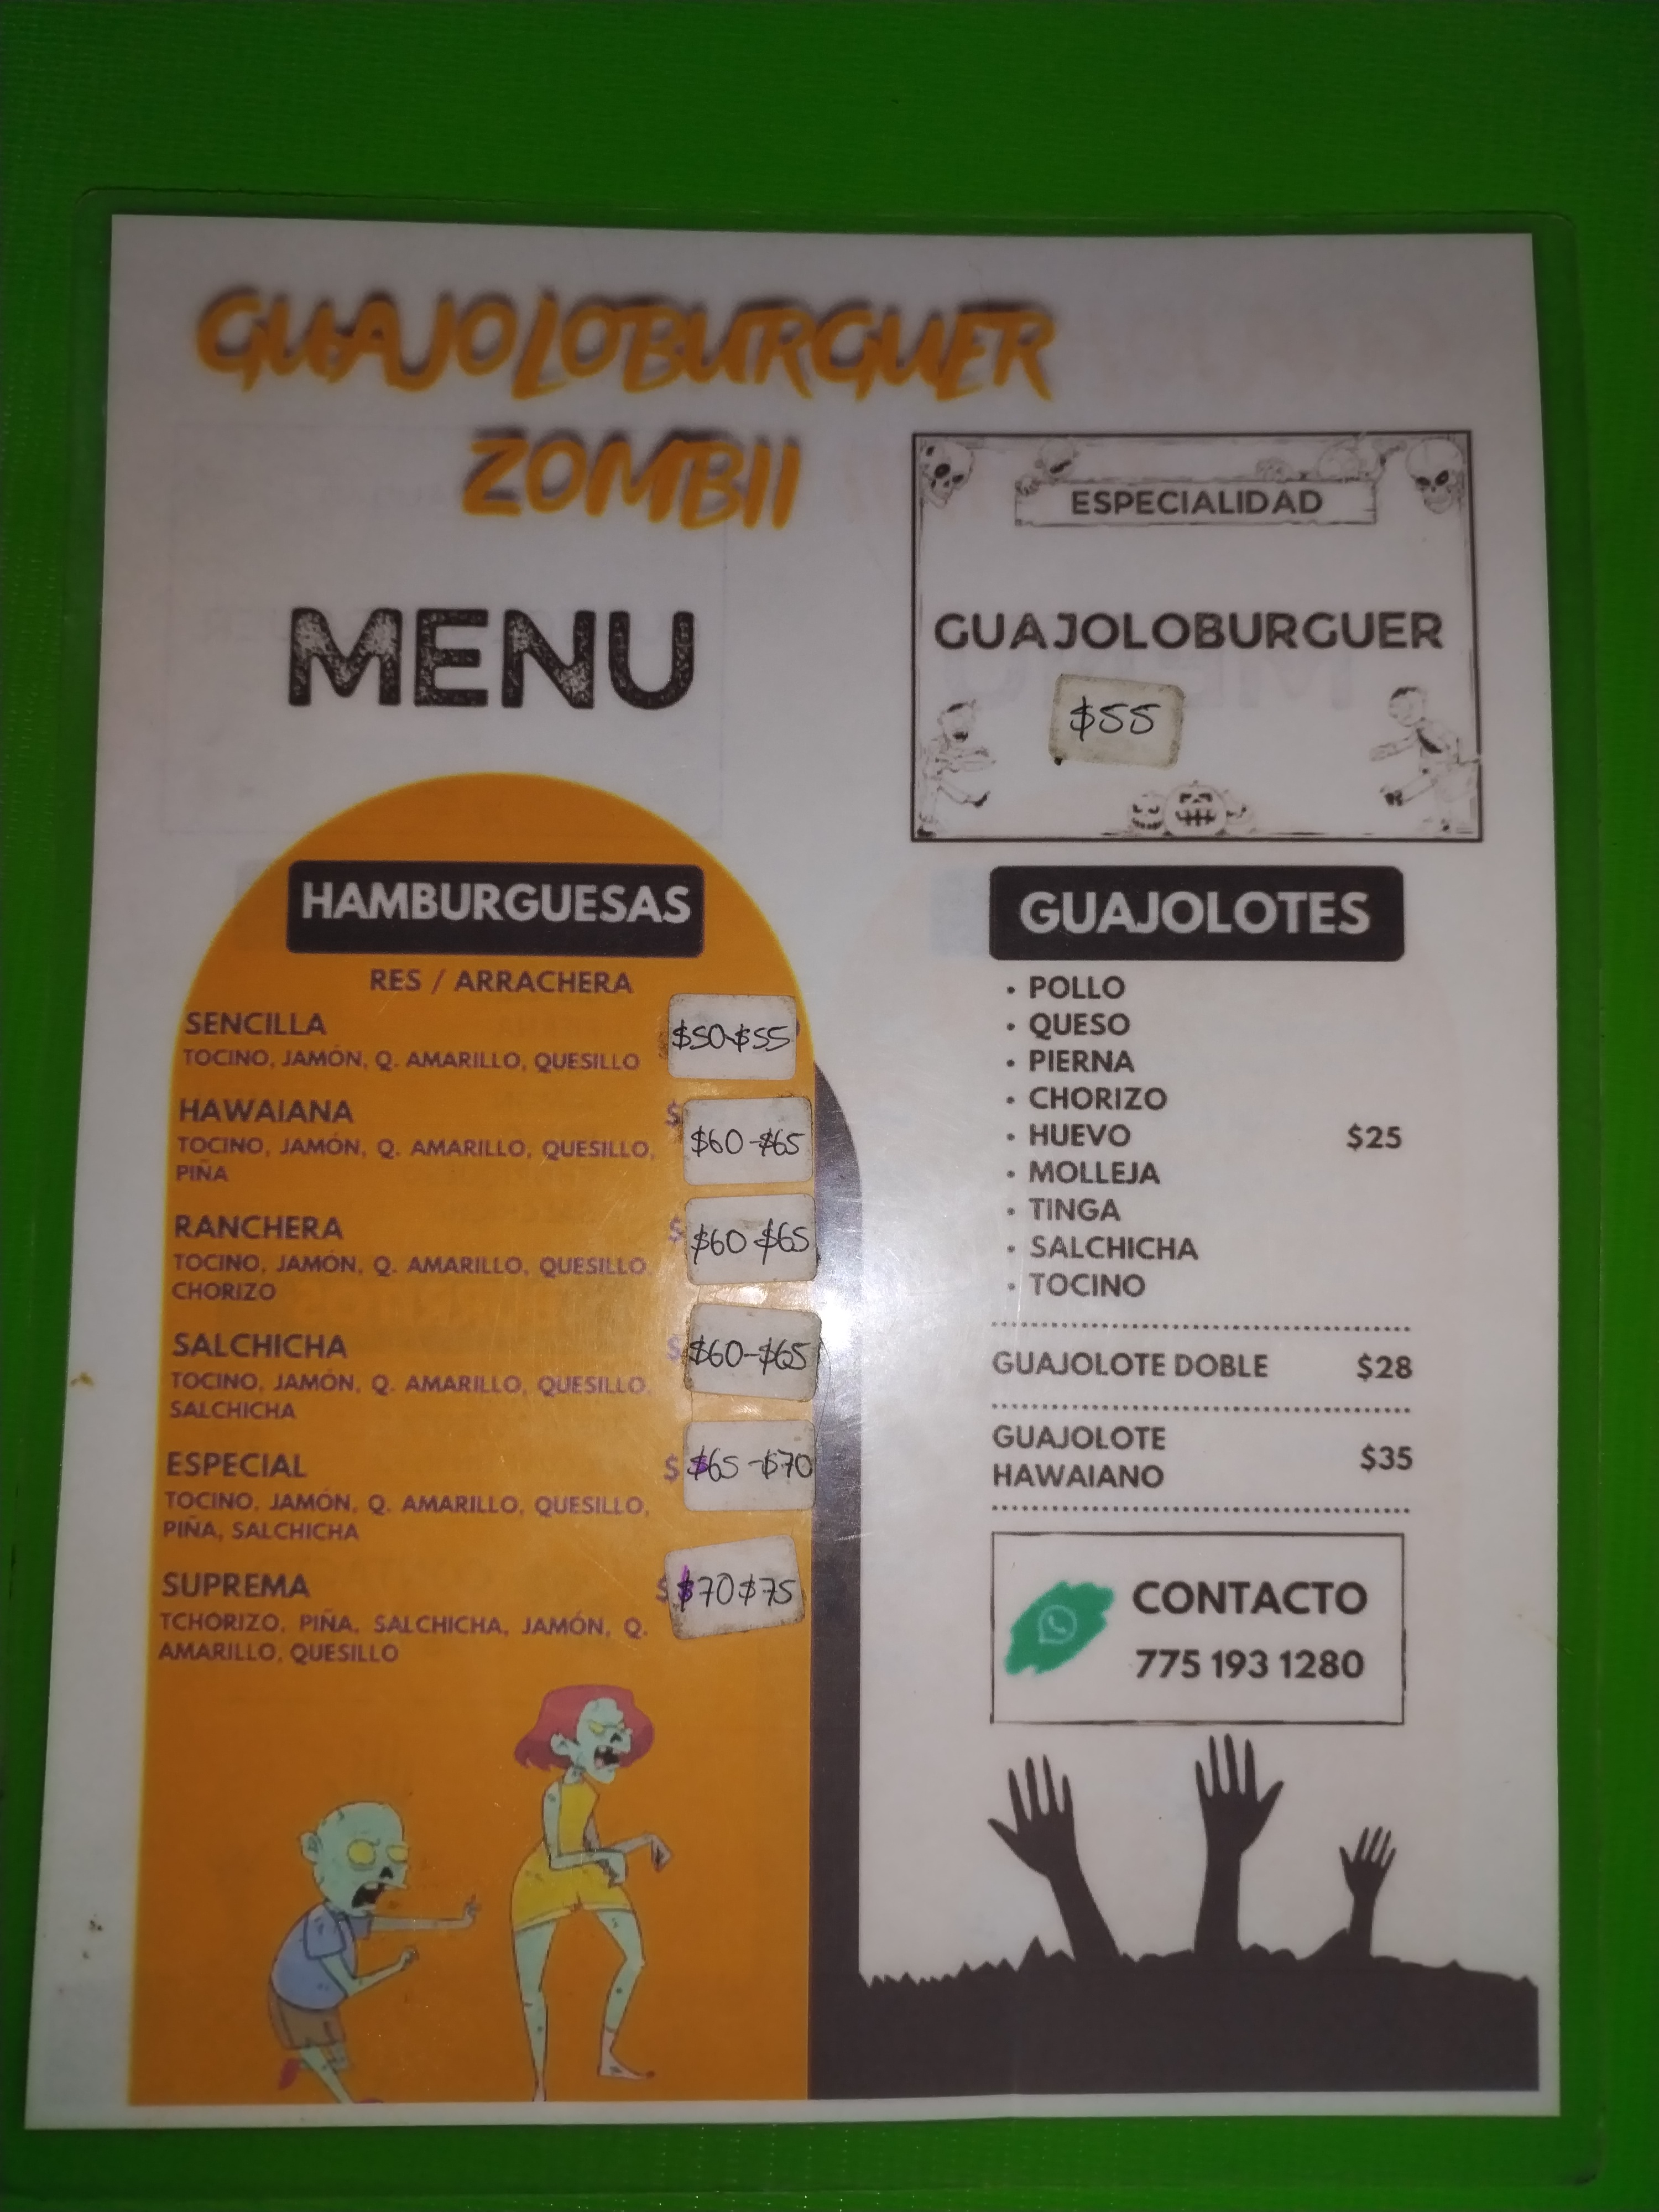 GUAJOLOBURGUER
ZOMBII
MENU
ESPECIALIDAD
GUAJOLOBURGUER
$55
HAMBURGUESAS
RES / ARRACHERA
SENCILLA $50-$55
TOCINO, JAMÓN, Q. AMARILLO, QUESILLO
HAWAIANA $ $60-$65
TOCINO, JAMÓN, Q. AMARILLO, QUESILLO,
PIÑA
RANCHERA $ $60 $65
TOCINO, JAMÓN, Q. AMARILLO, QUESILLO,
CHORIZO
SALCHICHA $ $60-$65
TOCINO, JAMÓN, Q. AMARILLO, QUESILLO,
SALCHICHA
ESPECIAL $ $65-$70
TOCINO, JAMÓN, Q. AMARILLO, QUESILLO,
PIÑA, SALCHICHA
SUPREMA $ $70 $75
TCHORIZO, PIÑA, SALCHICHA, JAMÓN, Q.
AMARILLO, QUESILLO
GUAJOLOTES
• POLLO
• QUESO
• PIERNA
• CHORIZO
• HUEVO $25
• MOLLEJA
• TINGA
• SALCHICHA
• TOCINO
GUAJOLOTE DOBLE $28
GUAJOLOTE
HAWAIANO $35
CONTACTO
775 193 1280